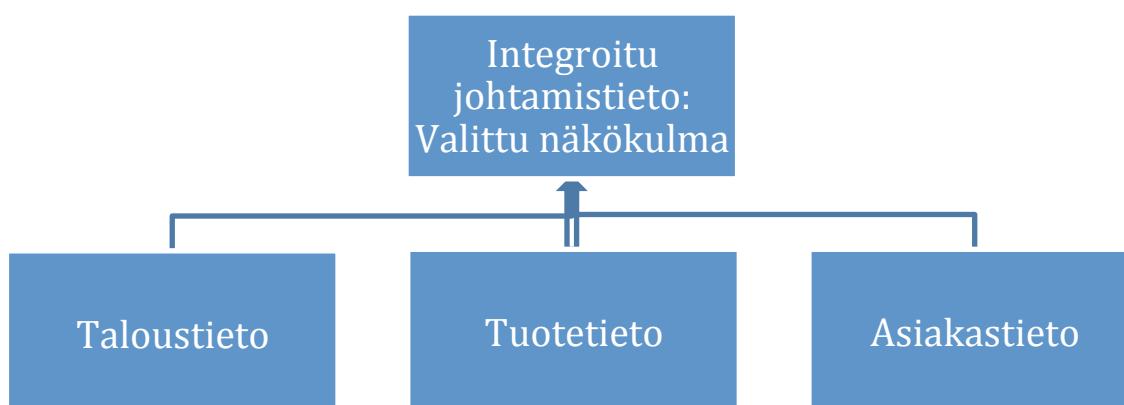 Integroitu
johtamistieto:
Valittu näkökulma
Taloustieto
Tuotetieto
Asiakastieto